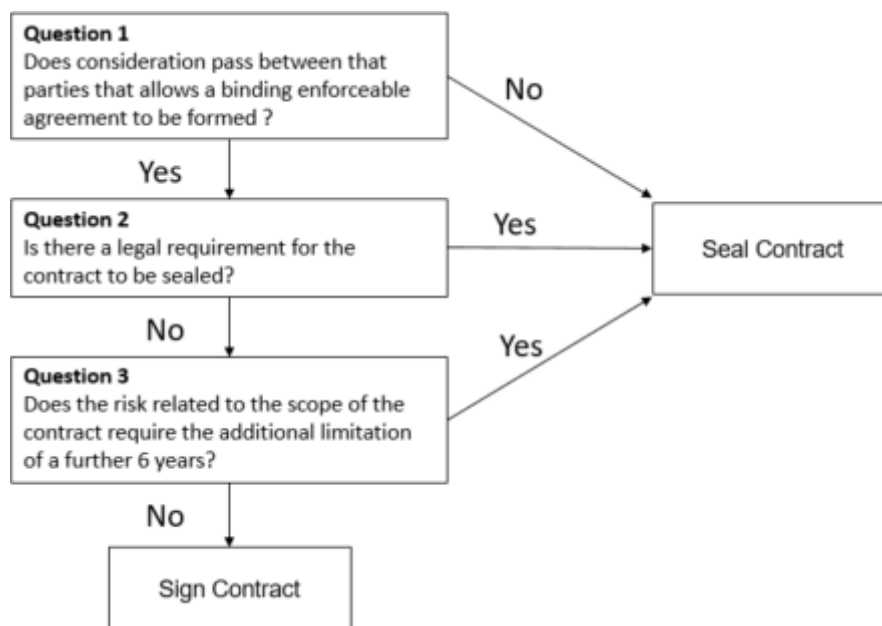 Question 1
Does consideration pass between that
parties that allows a binding enforceable
agreement to be formed ?
No
Yes
Question 2
Is there a legal requirement for the
contract to be sealed?
Yes
Seal Contract
No
Yes
Question 3
Does the risk related to the scope of the
contract require the additional limitation
of a further 6 years?
No
Sign Contract